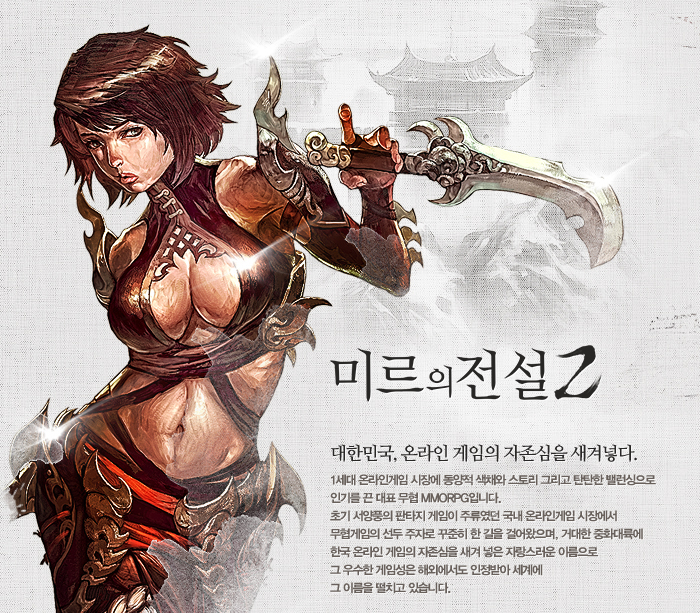 미르의전설2
대한민국, 온라인 게임의 자존심을 새겨넣다.
1세대 온라인게임 시장에 동양적 색채와 스토리 그리고 탄탄한 밸런싱으로
인기를 끈 대표 무협 MMORPG입니다.
초기 서양풍의 판타지 게임이 주류였던 국내 온라인게임 시장에서
무협게임의 선두 주자로 꾸준히 한 길을 걸어왔으며, 거대한 중화대륙에
한국 온라인 게임의 자존심을 새겨 넣은 자랑스러운 이름으로
그 우수한 게임성은 해외에서도 인정받아 세계에
그 이름을 떨치고 있습니다.